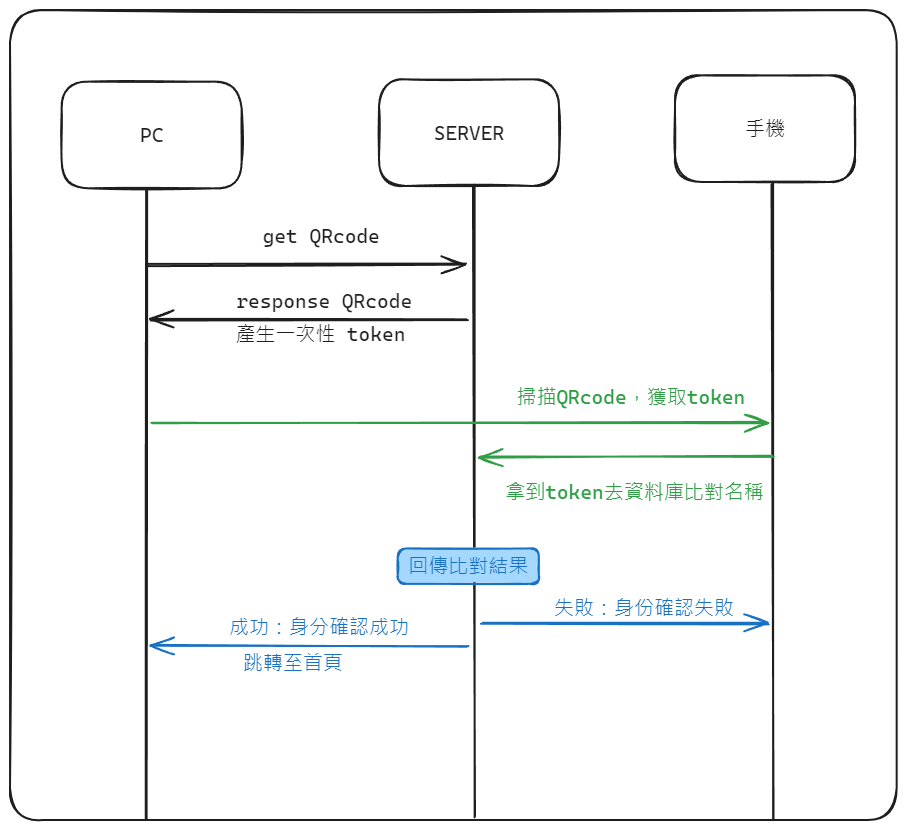 PC
SERVER
手機
get QRcode
response QRcode
產生一次性 token
掃描QRcode，獲取token
拿到token去資料庫比對名稱
回傳比對結果
失敗：身份確認失敗
成功：身分確認成功
跳轉至首頁